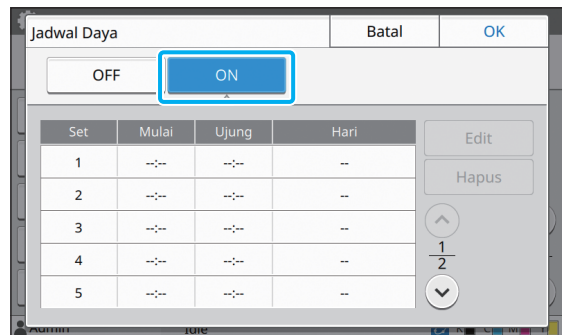 Jadwal Daya Batal OK
OFF ON
Set Mulai Ujung Hari Edit
1 --:-- --:-- --
Hapus
2 --:-- --:-- --
3 --:-- --:-- --
1
4 --:-- --:-- --
2
5 --:-- --:-- --
Admin Idle K C M Y